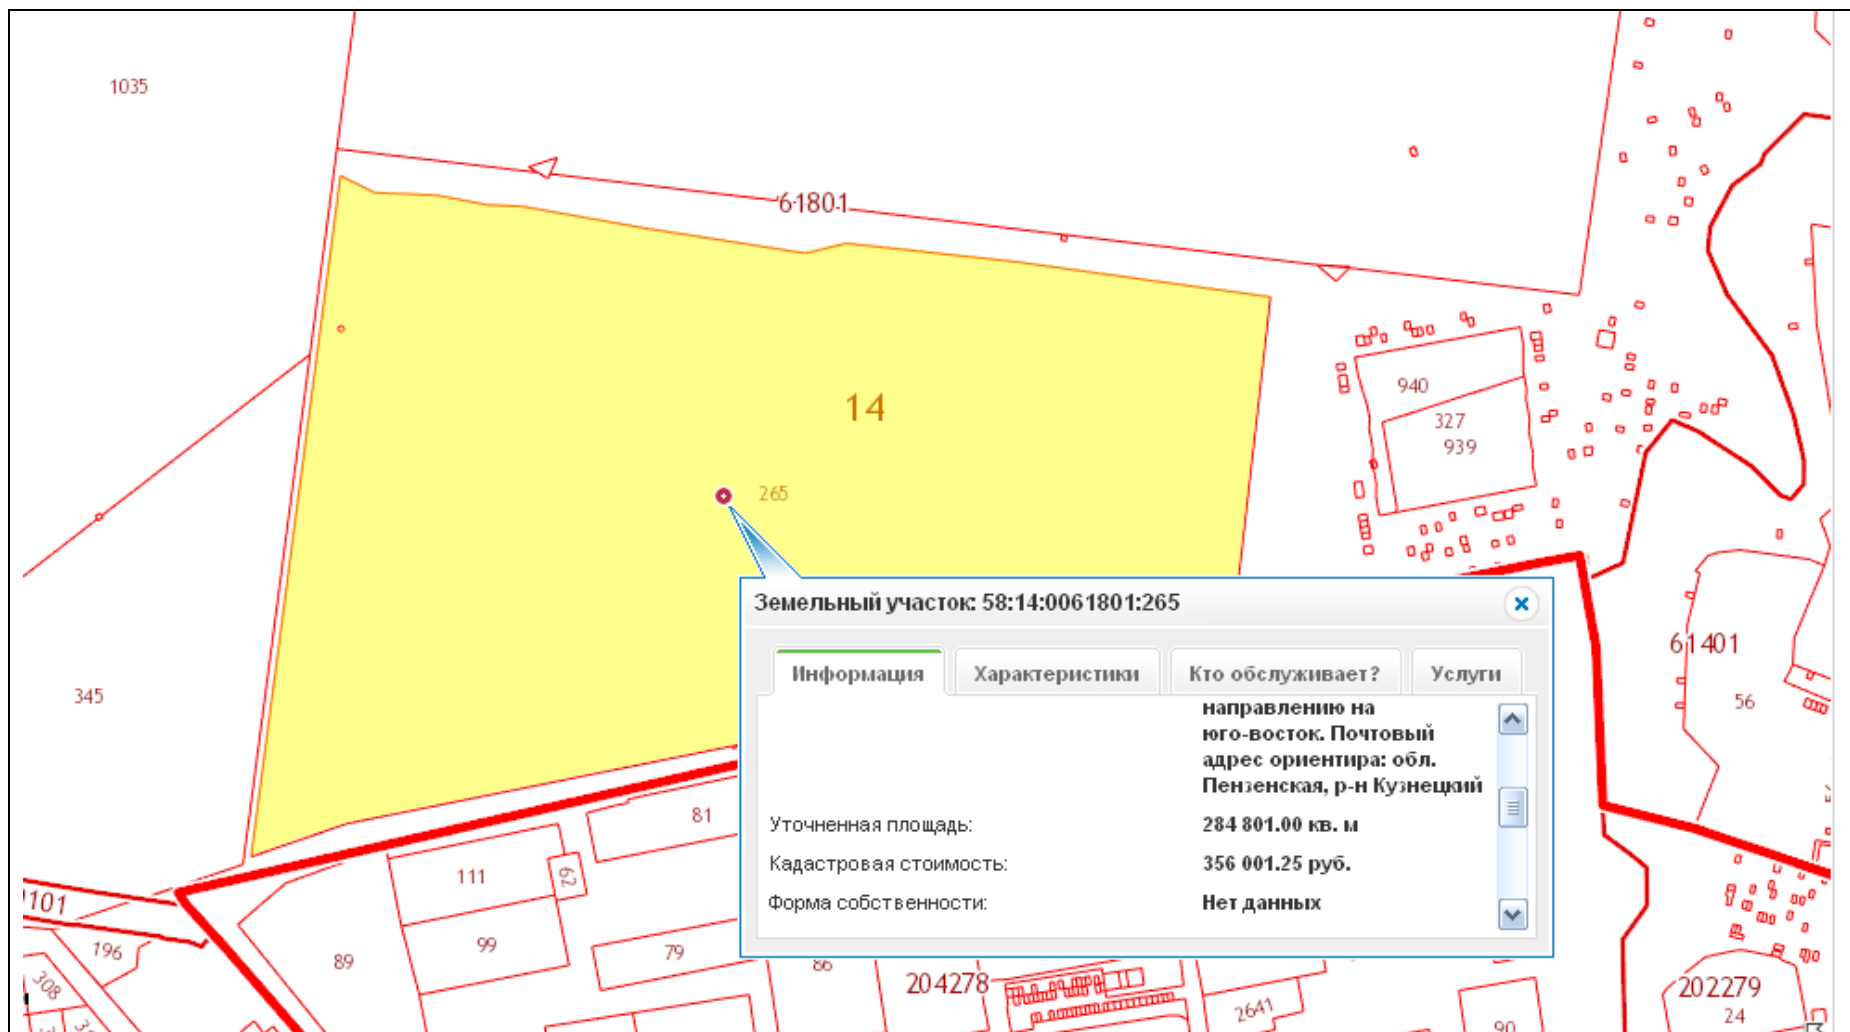 1035
61801
14
265
940
327
939
345
Земельный участок: 58:14:0061801:265
Информация
Характеристики
Кто обслуживает?
Услуги
направлению на
юго-восток. Почтовый
адрес ориентира: обл.
Пензенская, р-н Кузнецкий
Уточненная площадь:
284 801.00 кв. м
Кадастровая стоимость:
356 001.25 руб.
Форма собственности:
Нет данных
61401
56
81
111
62
1101
196
89
99
79
86
308
204278
2641
90
202279
24